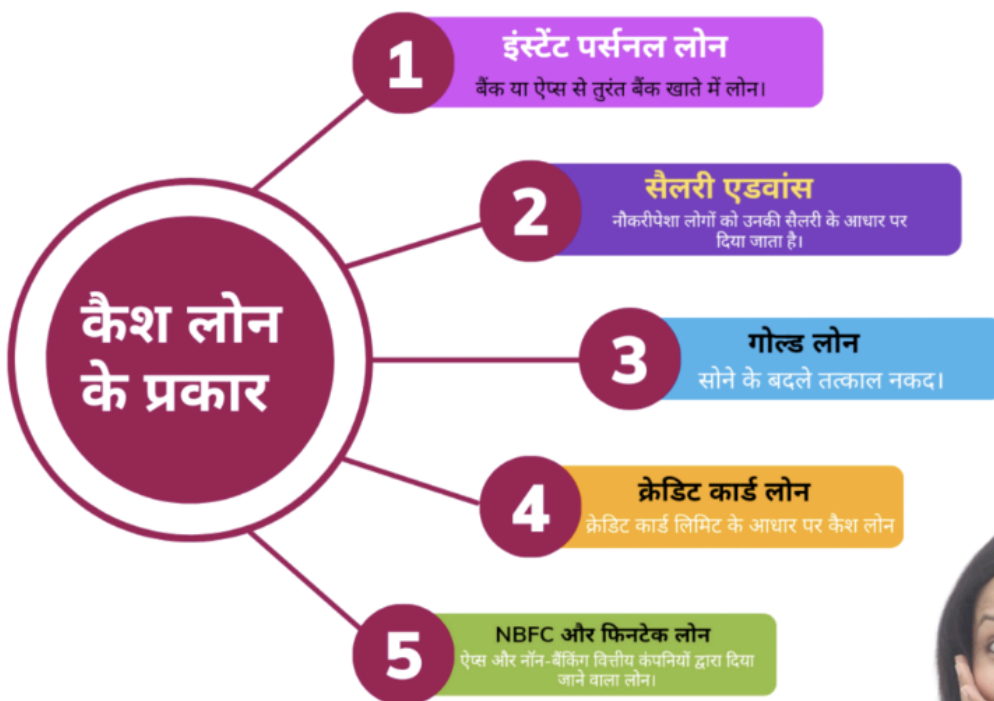 1
इंस्टेंट पर्सनल लोन
बैंक या ऐप्स से तुरंत बैंक खाते में लोन।
2
सैलरी एडवांस
नौकरीपेशा लोगों को उनकी सैलरी के आधार पर
दिया जाता है।
कैश लोन
के प्रकार
3
गोल्ड लोन
सोने के बदले तत्काल नकद।
4
क्रेडिट कार्ड लोन
क्रेडिट कार्ड लिमिट के आधार पर कैश लोन
5
NBFC और फिनटेक लोन
ऐप्स और नॉन-बैंकिंग वित्तीय कंपनियों द्वारा दिया
जाने वाला लोन।